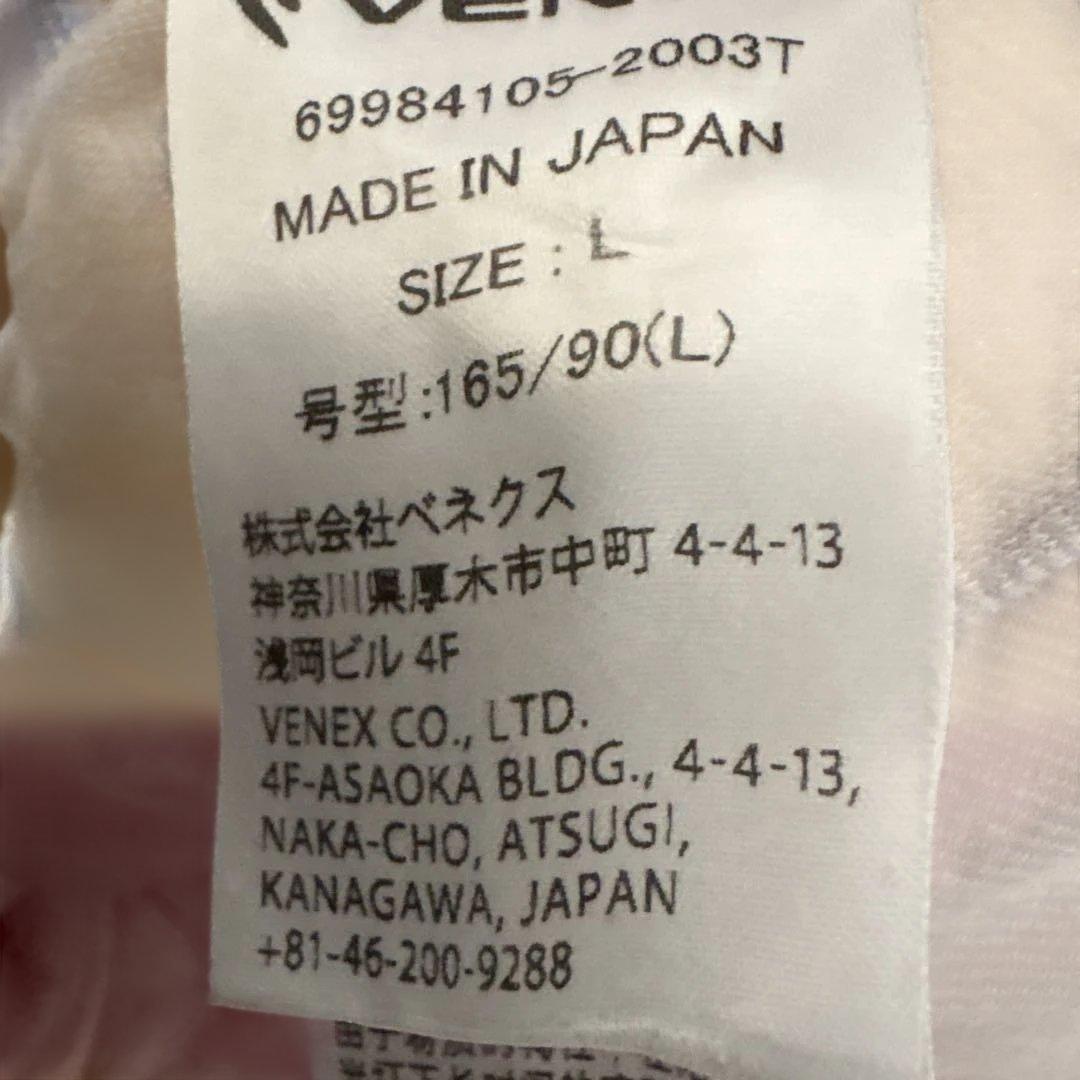 69984105-2003T
MADE IN JAPAN
SIZE : L
号型:165/90(L)
株式会社ベネクス
神奈川県厚木市中町 4-4-13
浅岡ビル 4F
VENEX CO., LTD.
4F-ASAOKA BLDG., 4-4-13,
NAKA-CHO, ATSUGI,
KANAGAWA, JAPAN
+81-46-200-9288